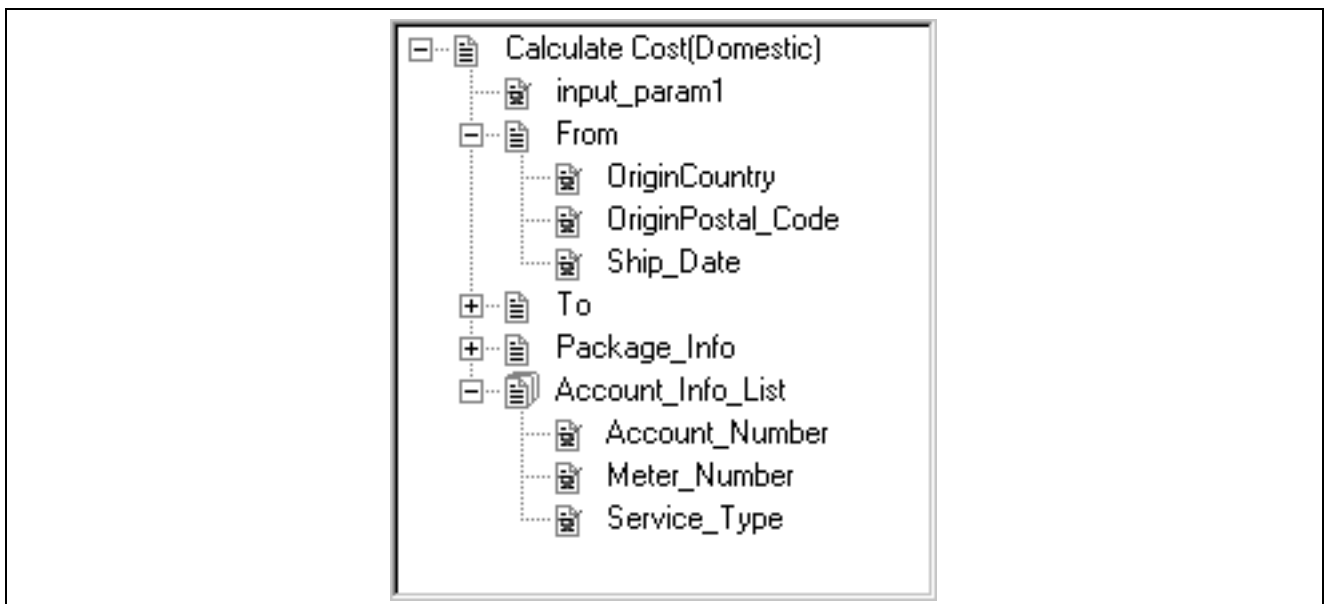 Calculate Cost(Domestic)
input_param1
From
OriginCountry
OriginPostal_Code
Ship_Date
To
Package_Info
Account_Info_List
Account_Number
Meter_Number
Service_Type